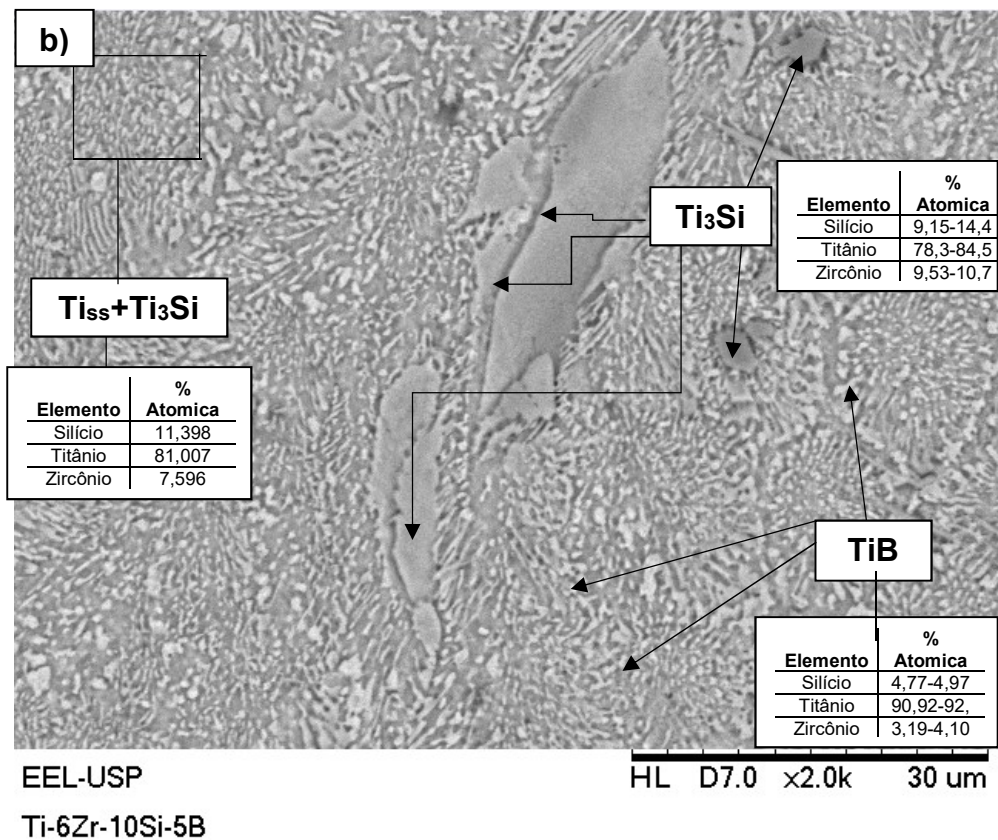 b)
Ti₃Si
%
Elemento Atomica
Silício 9,15-14,4
Titânio 78,3-84,5
Zircônio 9,53-10,7
Tiss+Ti₃Si
%
Elemento Atomica
Silício 11,398
Titânio 81,007
Zircônio 7,596
TiB
%
Elemento Atomica
Silício 4,77-4,97
Titânio 90,92-92,
Zircônio 3,19-4,10
EEL-USP HL D7.0 x2.0k 30 um
Ti-6Zr-10Si-5B